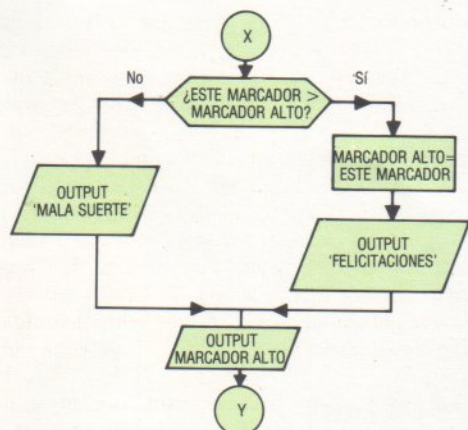 X
No
¿ESTE MARCADOR >
MARCADOR ALTO?
Sí
MARCADOR ALTO=
ESTE MARCADOR
OUTPUT
'MALA SUERTE'
OUTPUT
'FELICITACIONES'
OUTPUT
MARCADOR ALTO
Y